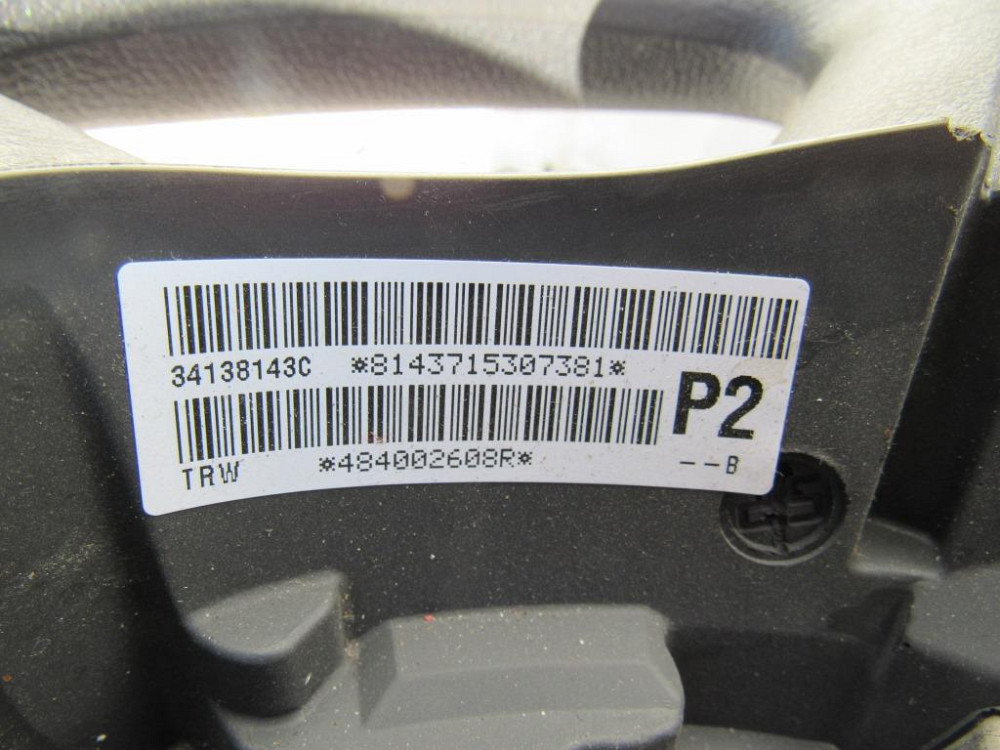 34138143C *8143715307381*
P2
TRW *484002608R* --B